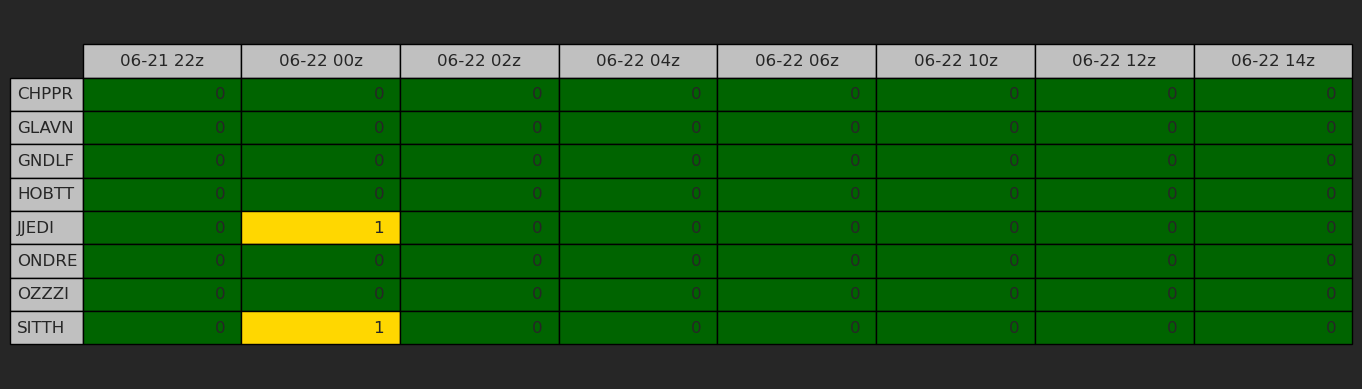 06-21 22z 06-22 00z 06-22 02z 06-22 04z 06-22 06z 06-22 10z 06-22 12z 06-22 14z
CHPPR 0 0 0 0 0 0 0 0
GLAVN 0 0 0 0 0 0 0 0
GNDLF 0 0 0 0 0 0 0 0
HOBTT 0 0 0 0 0 0 0 0
JJEDI 0 1 0 0 0 0 0 0
ONDRE 0 0 0 0 0 0 0 0
OZZZI 0 0 0 0 0 0 0 0
SITTH 0 1 0 0 0 0 0 0